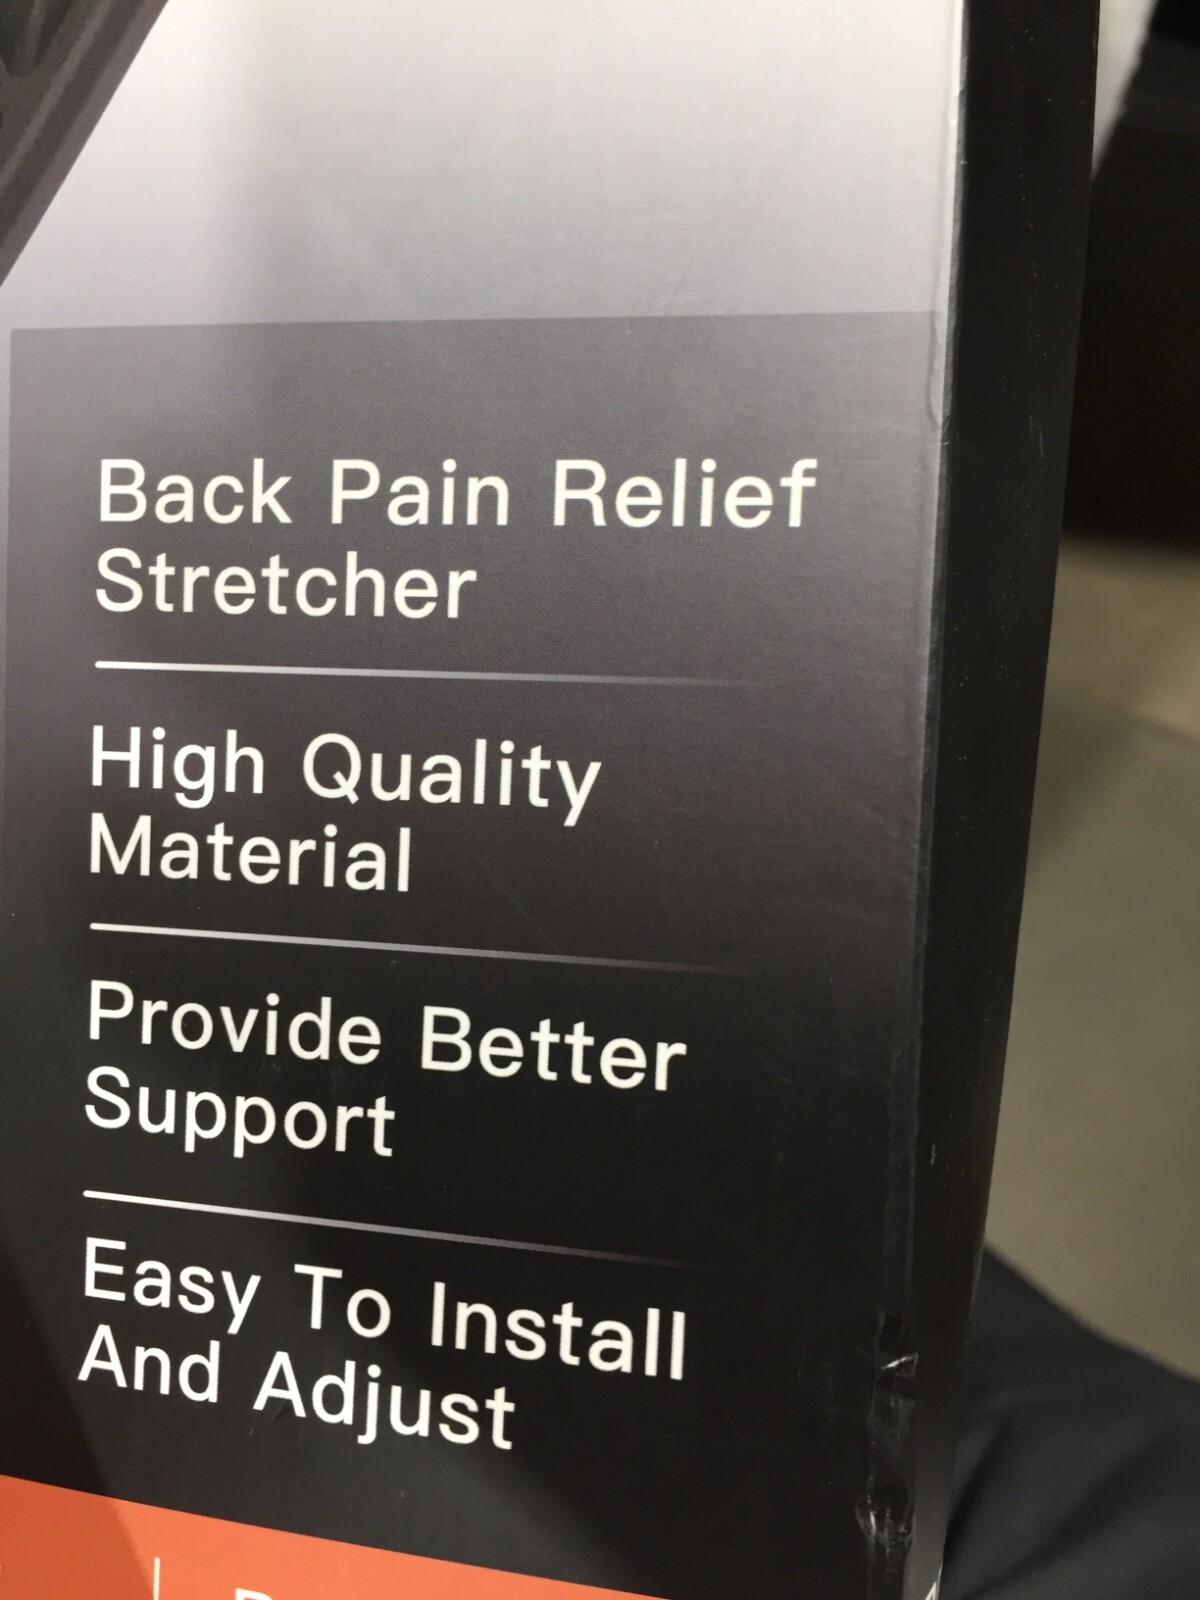 Back Pain Relief
Stretcher
High Quality
Material
Provide Better
Support
Easy To Install
And Adjust